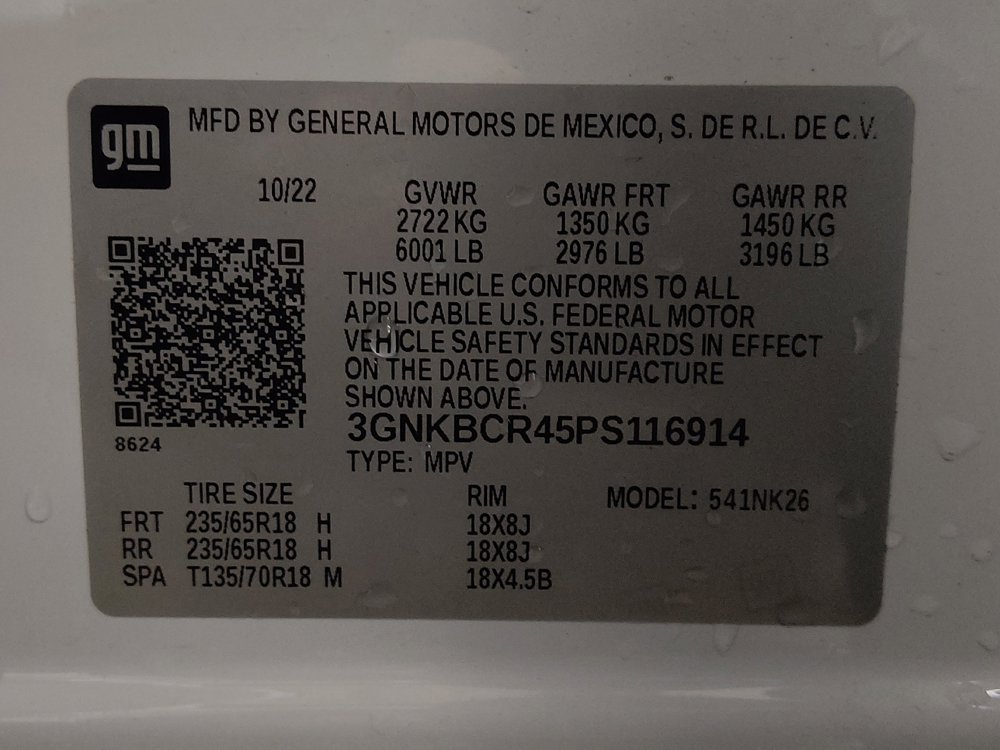 gm MFD BY GENERAL MOTORS DE MEXICO, S. DE R.L. DE C.V.
10/22 GVWR GAWR FRT GAWR RR
2722 KG 1350 KG 1450 KG
6001 LB 2976 LB 3196 LB
THIS VEHICLE CONFORMS TO ALL
APPLICABLE U.S. FEDERAL MOTOR
VEHICLE SAFETY STANDARDS IN EFFECT
ON THE DATE OF MANUFACTURE
SHOWN ABOVE.
3GNKBCR45PS116914
8624
TYPE: MPV
TIRE SIZE RIM MODEL: 541NK26
FRT 235/65R18 H 18X8J
RR 235/65R18 H 18X8J
SPA T135/70R18 M 18X4.5B